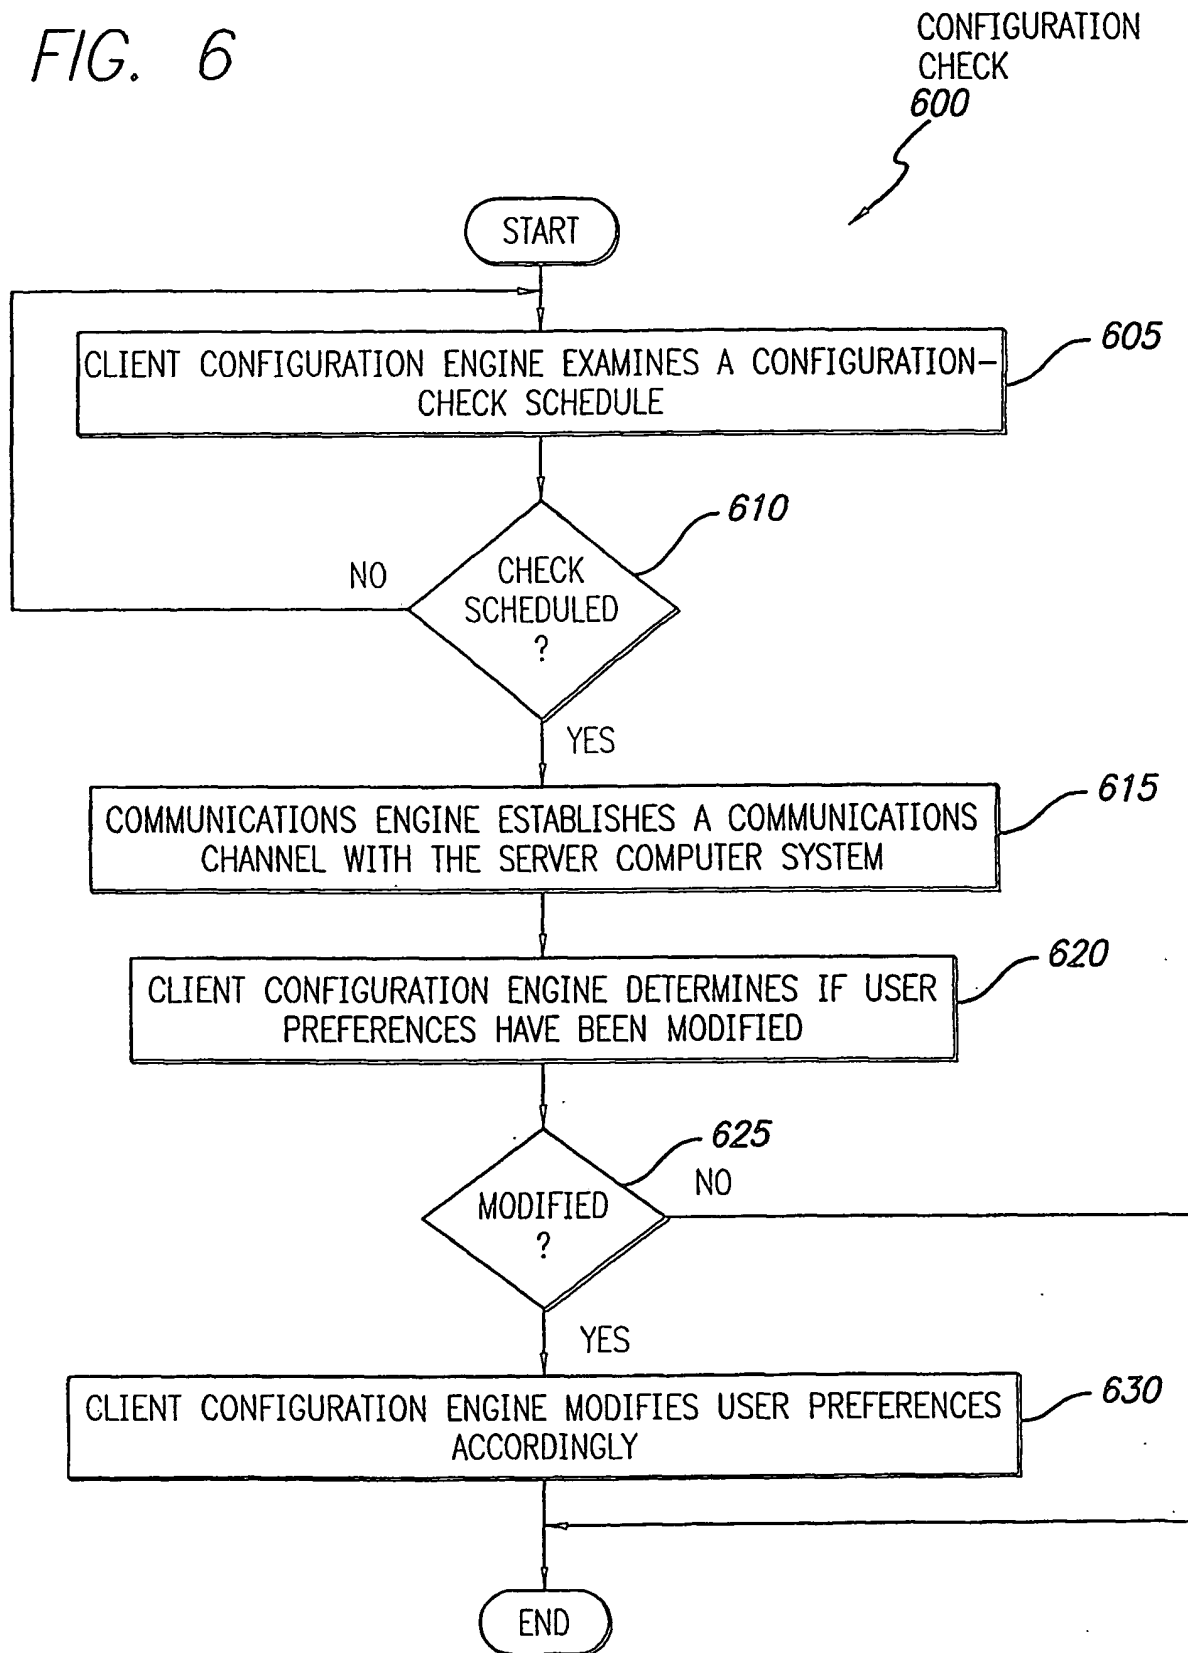 FIG. 6
CONFIGURATION
CHECK
600
START
CLIENT CONFIGURATION ENGINE EXAMINES A CONFIGURATION-
CHECK SCHEDULE
605
610
CHECK
SCHEDULED
?
NO
YES
COMMUNICATIONS ENGINE ESTABLISHES A COMMUNICATIONS
CHANNEL WITH THE SERVER COMPUTER SYSTEM
615
CLIENT CONFIGURATION ENGINE DETERMINES IF USER
PREFERENCES HAVE BEEN MODIFIED
620
625
MODIFIED
?
NO
YES
CLIENT CONFIGURATION ENGINE MODIFIES USER PREFERENCES
ACCORDINGLY
630
END